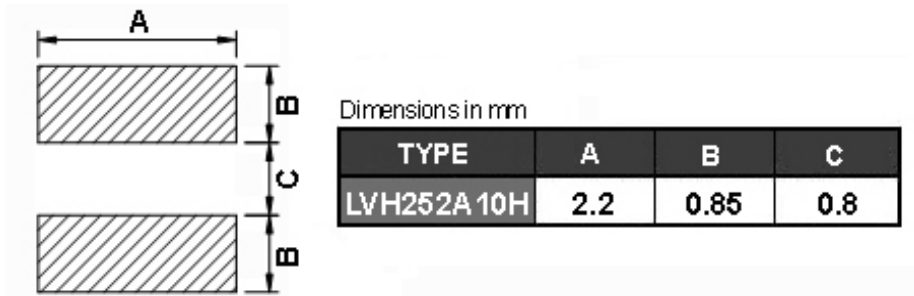 A
B
C
B
Dimensions in mm
TYPE A B C
LVH252A10H 2.2 0.85 0.8